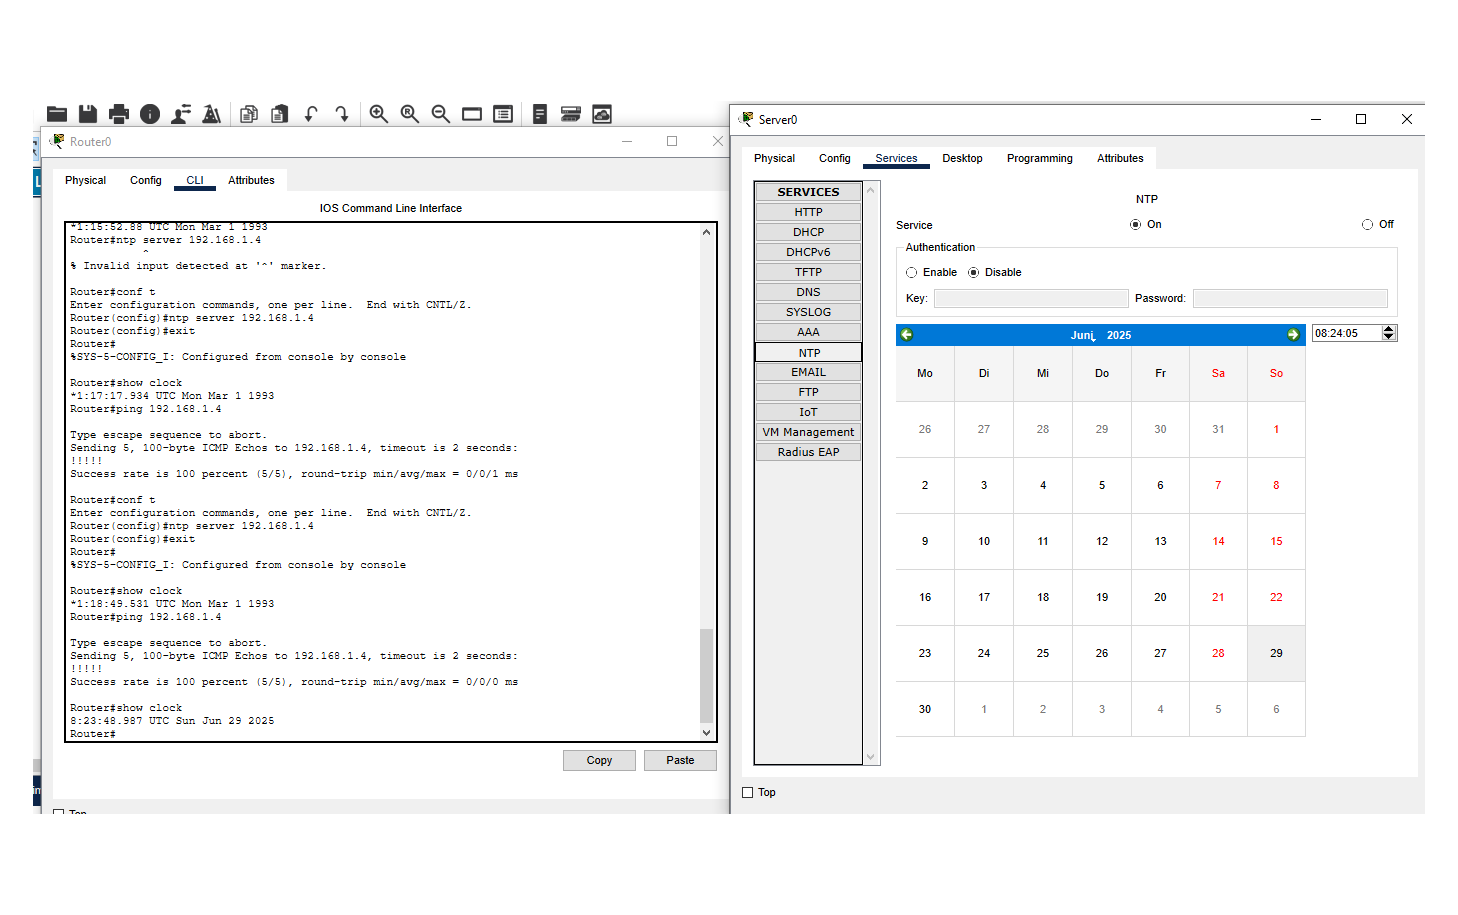 Router0
Physical Config CLI Attributes
IOS Command Line Interface
*1:15:52.88 UTC Mon Mar 1 1993
Router#ntp server 192.168.1.4
^
% Invalid input detected at '^' marker.
Router#conf t
Enter configuration commands, one per line. End with CNTL/Z.
Router(config)#ntp server 192.168.1.4
Router(config)#exit
Router#
%SYS-5-CONFIG_I: Configured from console by console
Router#show clock
*1:17:17.934 UTC Mon Mar 1 1993
Router#ping 192.168.1.4
Type escape sequence to abort.
Sending 5, 100-byte ICMP Echos to 192.168.1.4, timeout is 2 seconds:
!!!!!
Success rate is 100 percent (5/5), round-trip min/avg/max = 0/0/1 ms
Router#conf t
Enter configuration commands, one per line. End with CNTL/Z.
Router(config)#ntp server 192.168.1.4
Router(config)#exit
Router#
%SYS-5-CONFIG_I: Configured from console by console
Router#show clock
*1:18:49.531 UTC Mon Mar 1 1993
Router#ping 192.168.1.4
Type escape sequence to abort.
Sending 5, 100-byte ICMP Echos to 192.168.1.4, timeout is 2 seconds:
!!!!!
Success rate is 100 percent (5/5), round-trip min/avg/max = 0/0/0 ms
Router#show clock
8:23:48.987 UTC Sun Jun 29 2025
Router#
Copy Paste
Top
Server0
Physical Config Services Desktop Programming Attributes
SERVICES
HTTP
DHCP
DHCPv6
TFTP
DNS
SYSLOG
AAA
NTP
EMAIL
FTP
IoT
VM Management
Radius EAP
NTP
Service On Off
Authentication
Enable Disable
Key: Password:
Juni 2025 08:24:05
Mo Di Mi Do Fr Sa So
26 27 28 29 30 31 1
2 3 4 5 6 7 8
9 10 11 12 13 14 15
16 17 18 19 20 21 22
23 24 25 26 27 28 29
30 1 2 3 4 5 6
Top